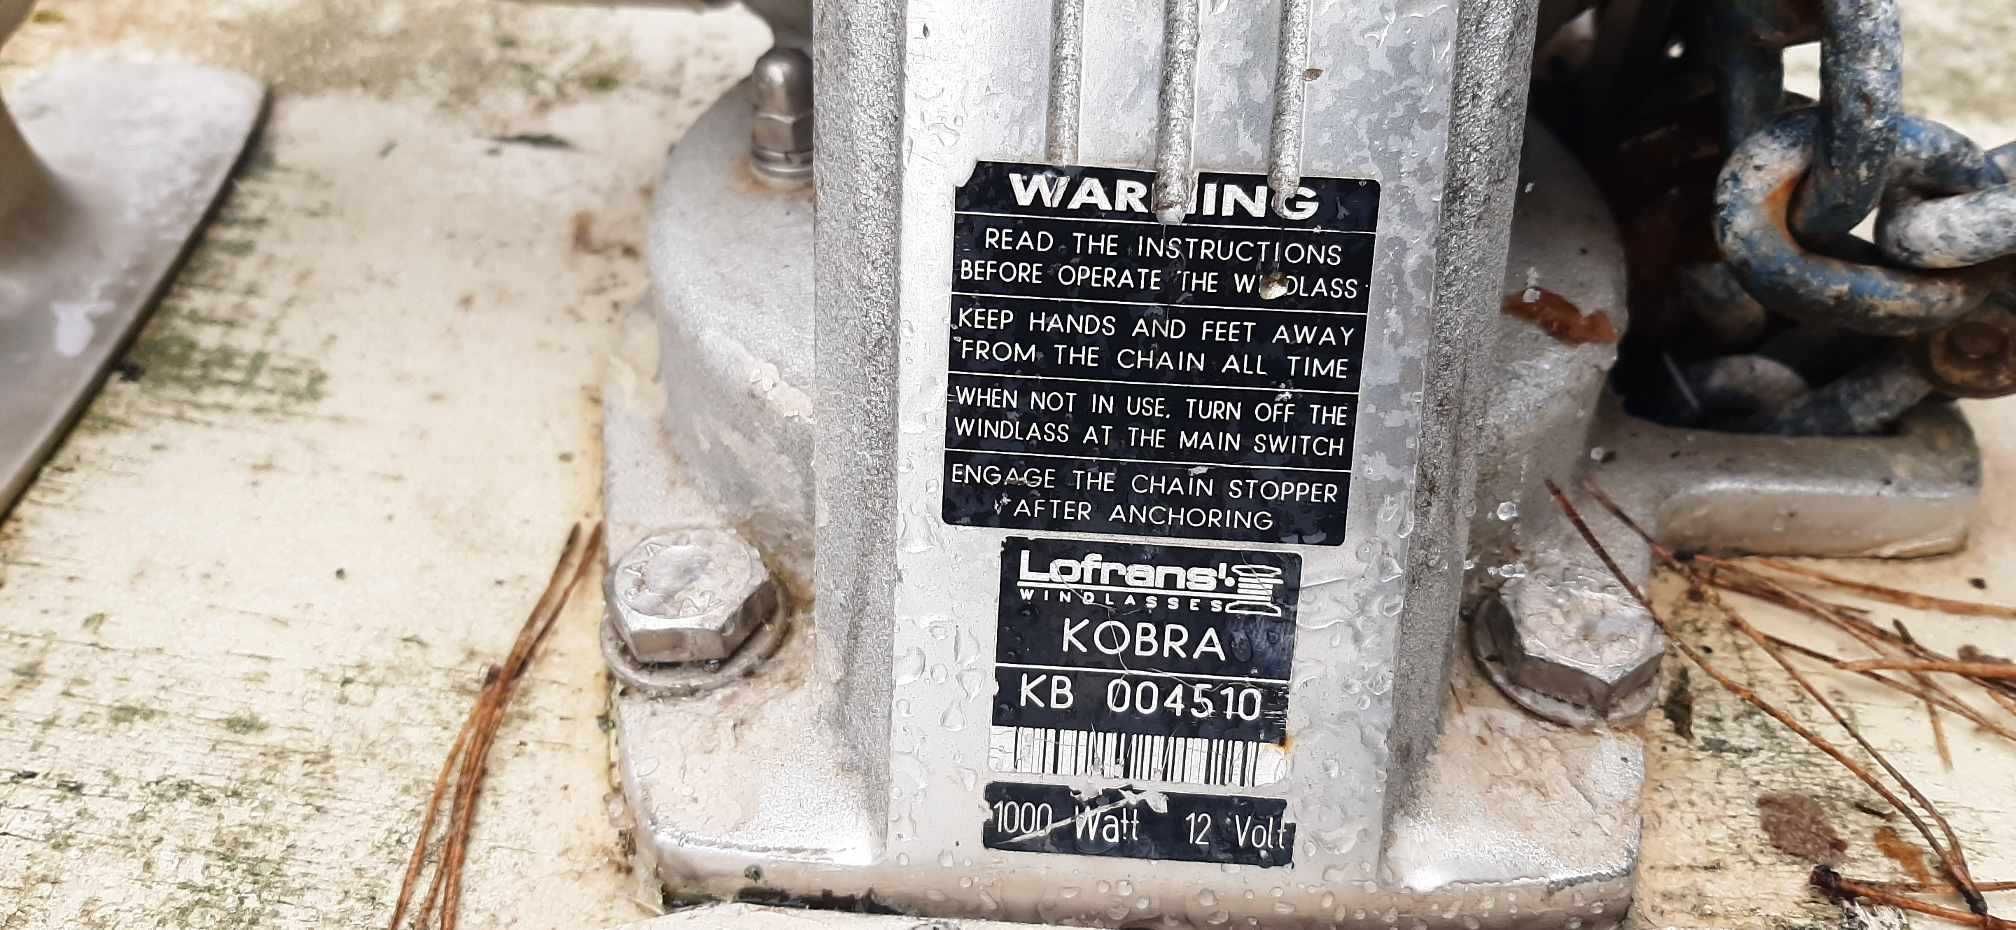 WARNING
READ THE INSTRUCTIONS
BEFORE OPERATE THE WINDLASS
KEEP HANDS AND FEET AWAY
FROM THE CHAIN ALL TIME
WHEN NOT IN USE, TURN OFF THE
WINDLASS AT THE MAIN SWITCH
ENGAGE THE CHAIN STOPPER
AFTER ANCHORING
Lofrans'
WINDLASSES
KOBRA
KB 004510
1000 Watt 12 Volt